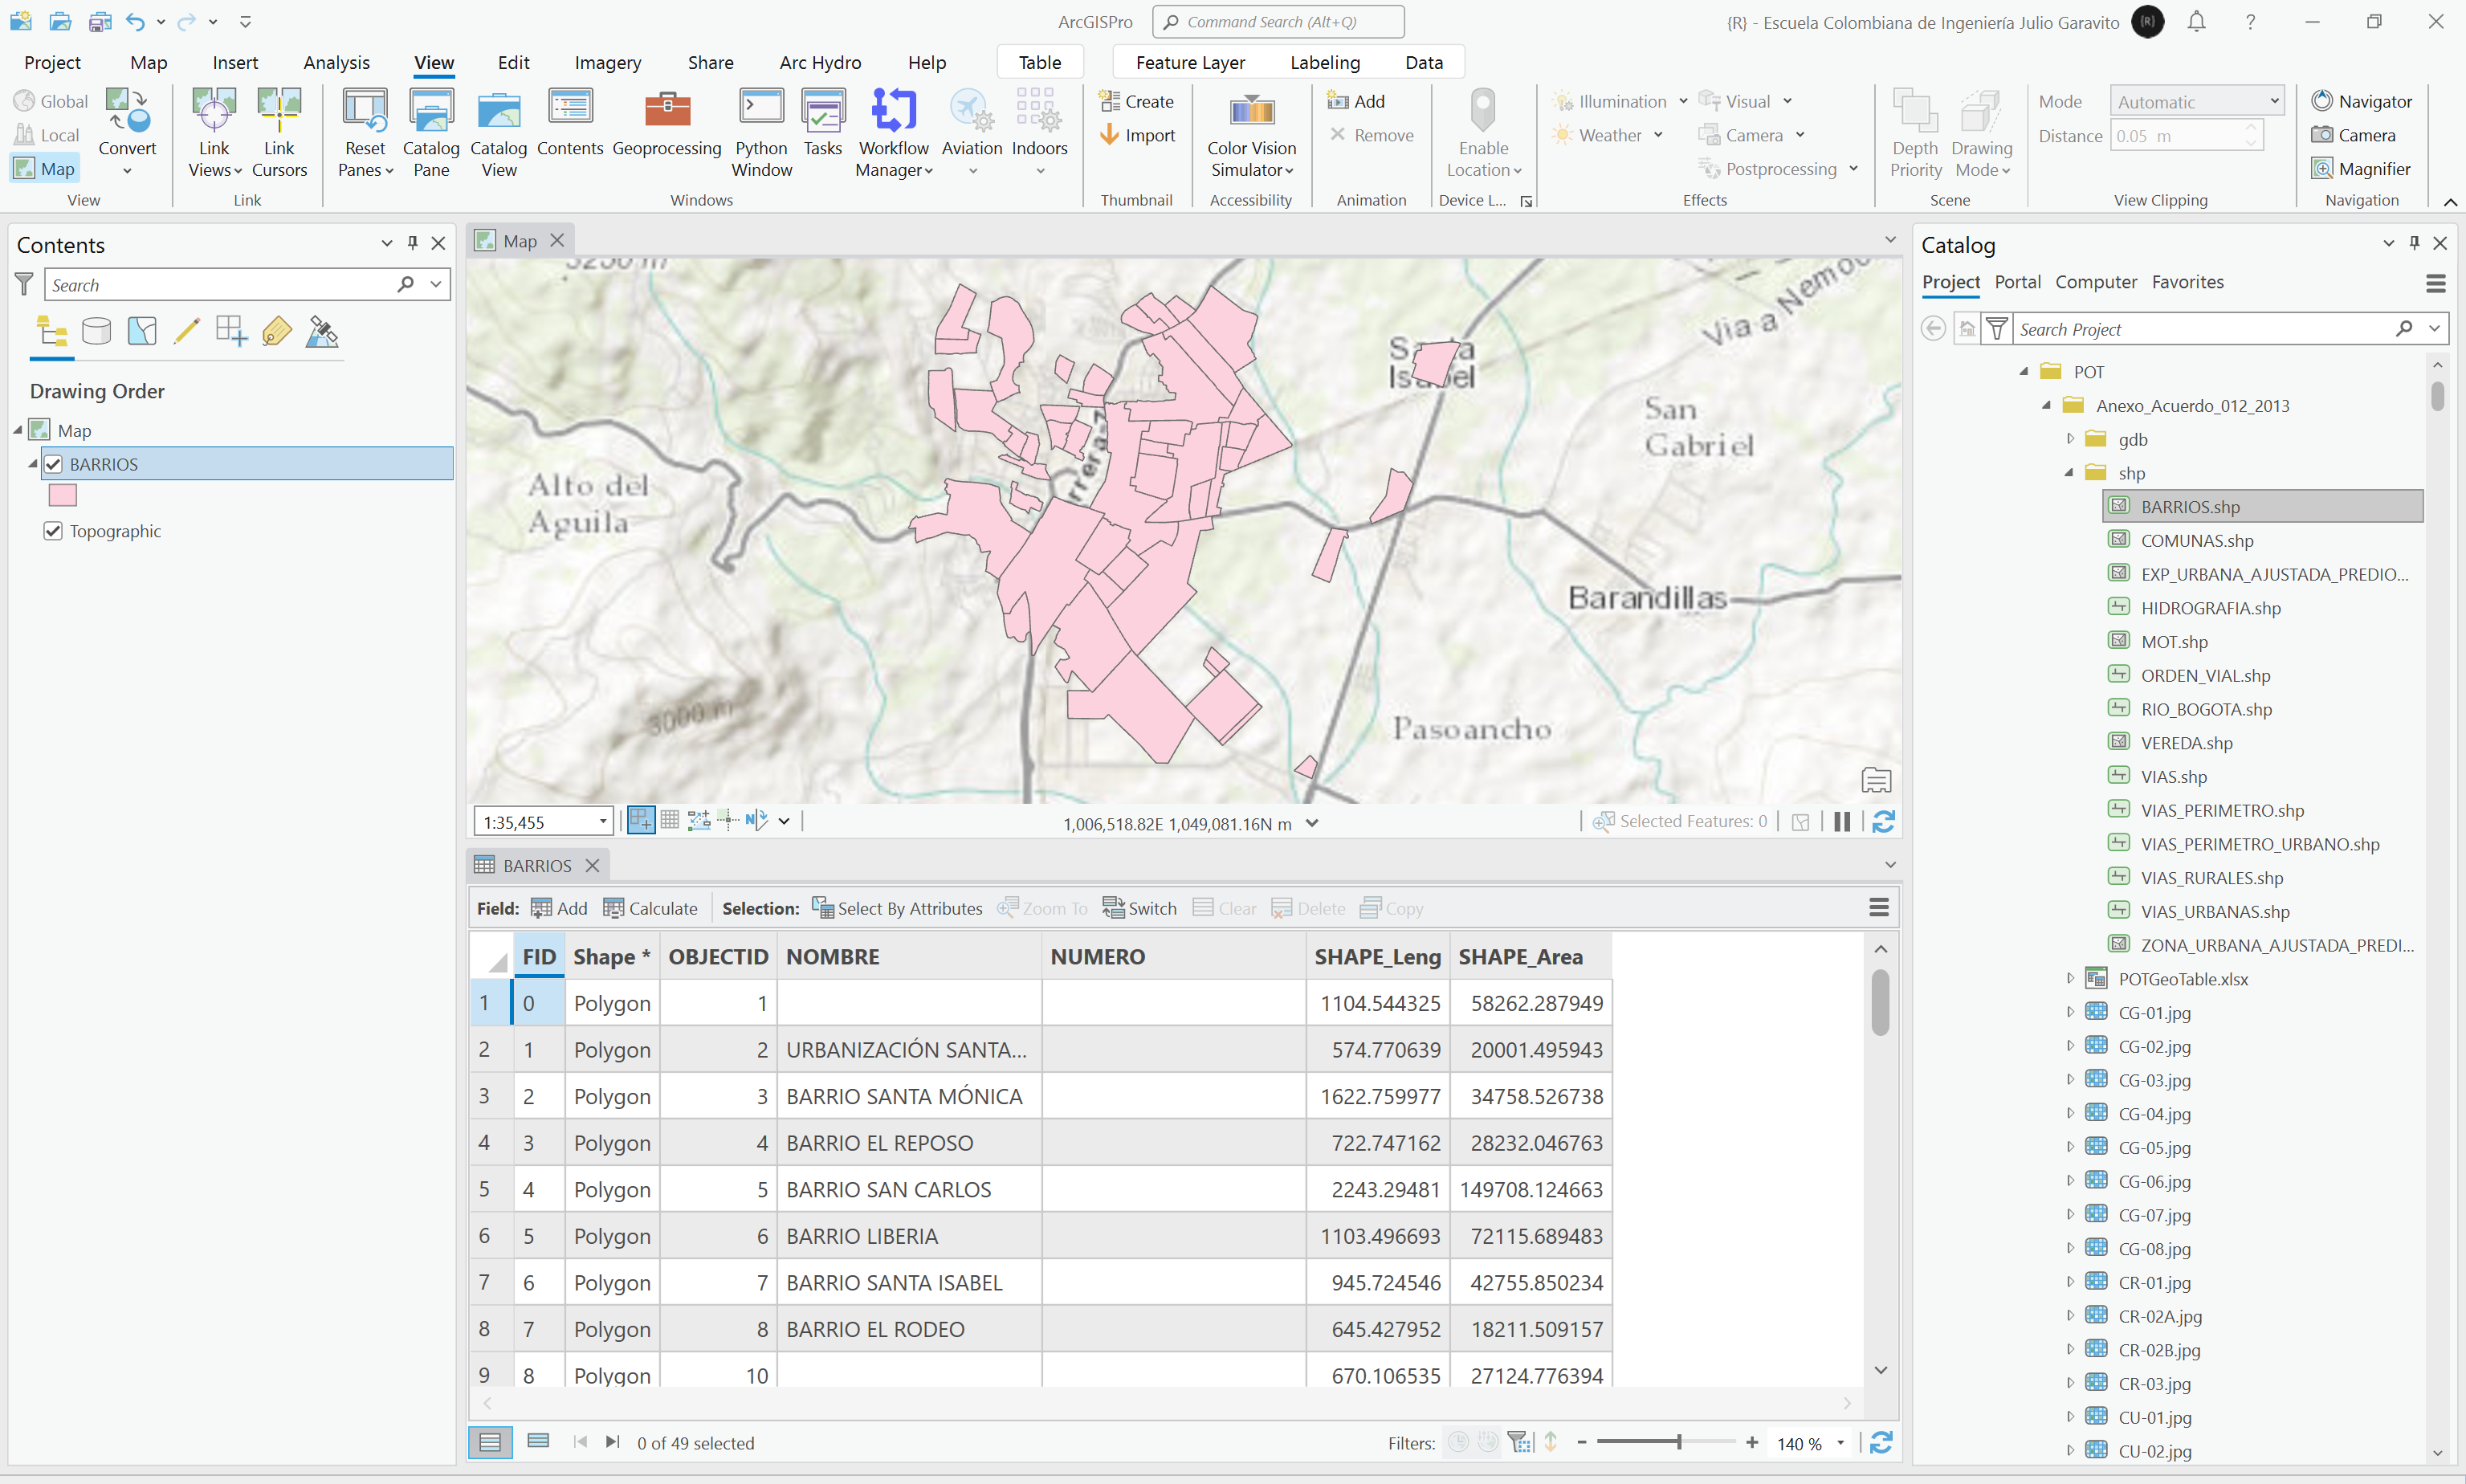 ArcGISPro
Command Search (Alt+Q)
{R} - Escuela Colombiana de Ingeniería Julio Garavito
{R}
Project Map Insert Analysis View Edit Imagery Share Arc Hydro Help Table Feature Layer Labeling Data
Global
Local
Map
Convert
View
Link Views
Link Cursors
Link
Reset Panes
Catalog Pane
Catalog View
Contents
Geoprocessing
Python Window
Tasks
Workflow Manager
Aviation
Indoors
Windows
Create
Import
Thumbnail
Color Vision Simulator
Accessibility
Add
Remove
Animation
Enable Location
Device L...
Illumination
Weather
Visual
Camera
Postprocessing
Effects
Depth Priority
Drawing Mode
Scene
Mode Automatic
Distance 0.05 m
View Clipping
Navigator
Camera
Magnifier
Navigation
Contents
Search
Drawing Order
Map
BARRIOS
Topographic
Map
3250 m
Via a Nemoc
Santa Isabel
San Gabriel
Alto del Aguila
rrera 7
Barandillas
3000 m
Pasoancho
1:35,455
1,006,518.82E 1,049,081.16N m
Selected Features: 0
BARRIOS
Field: Add Calculate Selection: Select By Attributes Zoom To Switch Clear Delete Copy
FID Shape * OBJECTID NOMBRE NUMERO SHAPE_Leng SHAPE_Area
1 0 Polygon 1 1104.544325 58262.287949
2 1 Polygon 2 URBANIZACIÓN SANTA... 574.770639 20001.495943
3 2 Polygon 3 BARRIO SANTA MÓNICA 1622.759977 34758.526738
4 3 Polygon 4 BARRIO EL REPOSO 722.747162 28232.046763
5 4 Polygon 5 BARRIO SAN CARLOS 2243.29481 149708.124663
6 5 Polygon 6 BARRIO LIBERIA 1103.496693 72115.689483
7 6 Polygon 7 BARRIO SANTA ISABEL 945.724546 42755.850234
8 7 Polygon 8 BARRIO EL RODEO 645.427952 18211.509157
9 8 Polygon 10 670.106535 27124.776394
0 of 49 selected
Filters:
140 %
Catalog
Project Portal Computer Favorites
Search Project
POT
Anexo_Acuerdo_012_2013
gdb
shp
BARRIOS.shp
COMUNAS.shp
EXP_URBANA_AJUSTADA_PREDIO...
HIDROGRAFIA.shp
MOT.shp
ORDEN_VIAL.shp
RIO_BOGOTA.shp
VEREDA.shp
VIAS.shp
VIAS_PERIMETRO.shp
VIAS_PERIMETRO_URBANO.shp
VIAS_RURALES.shp
VIAS_URBANAS.shp
ZONA_URBANA_AJUSTADA_PREDI...
POTGeoTable.xlsx
CG-01.jpg
CG-02.jpg
CG-03.jpg
CG-04.jpg
CG-05.jpg
CG-06.jpg
CG-07.jpg
CG-08.jpg
CR-01.jpg
CR-02A.jpg
CR-02B.jpg
CR-03.jpg
CU-01.jpg
CU-02.jpg